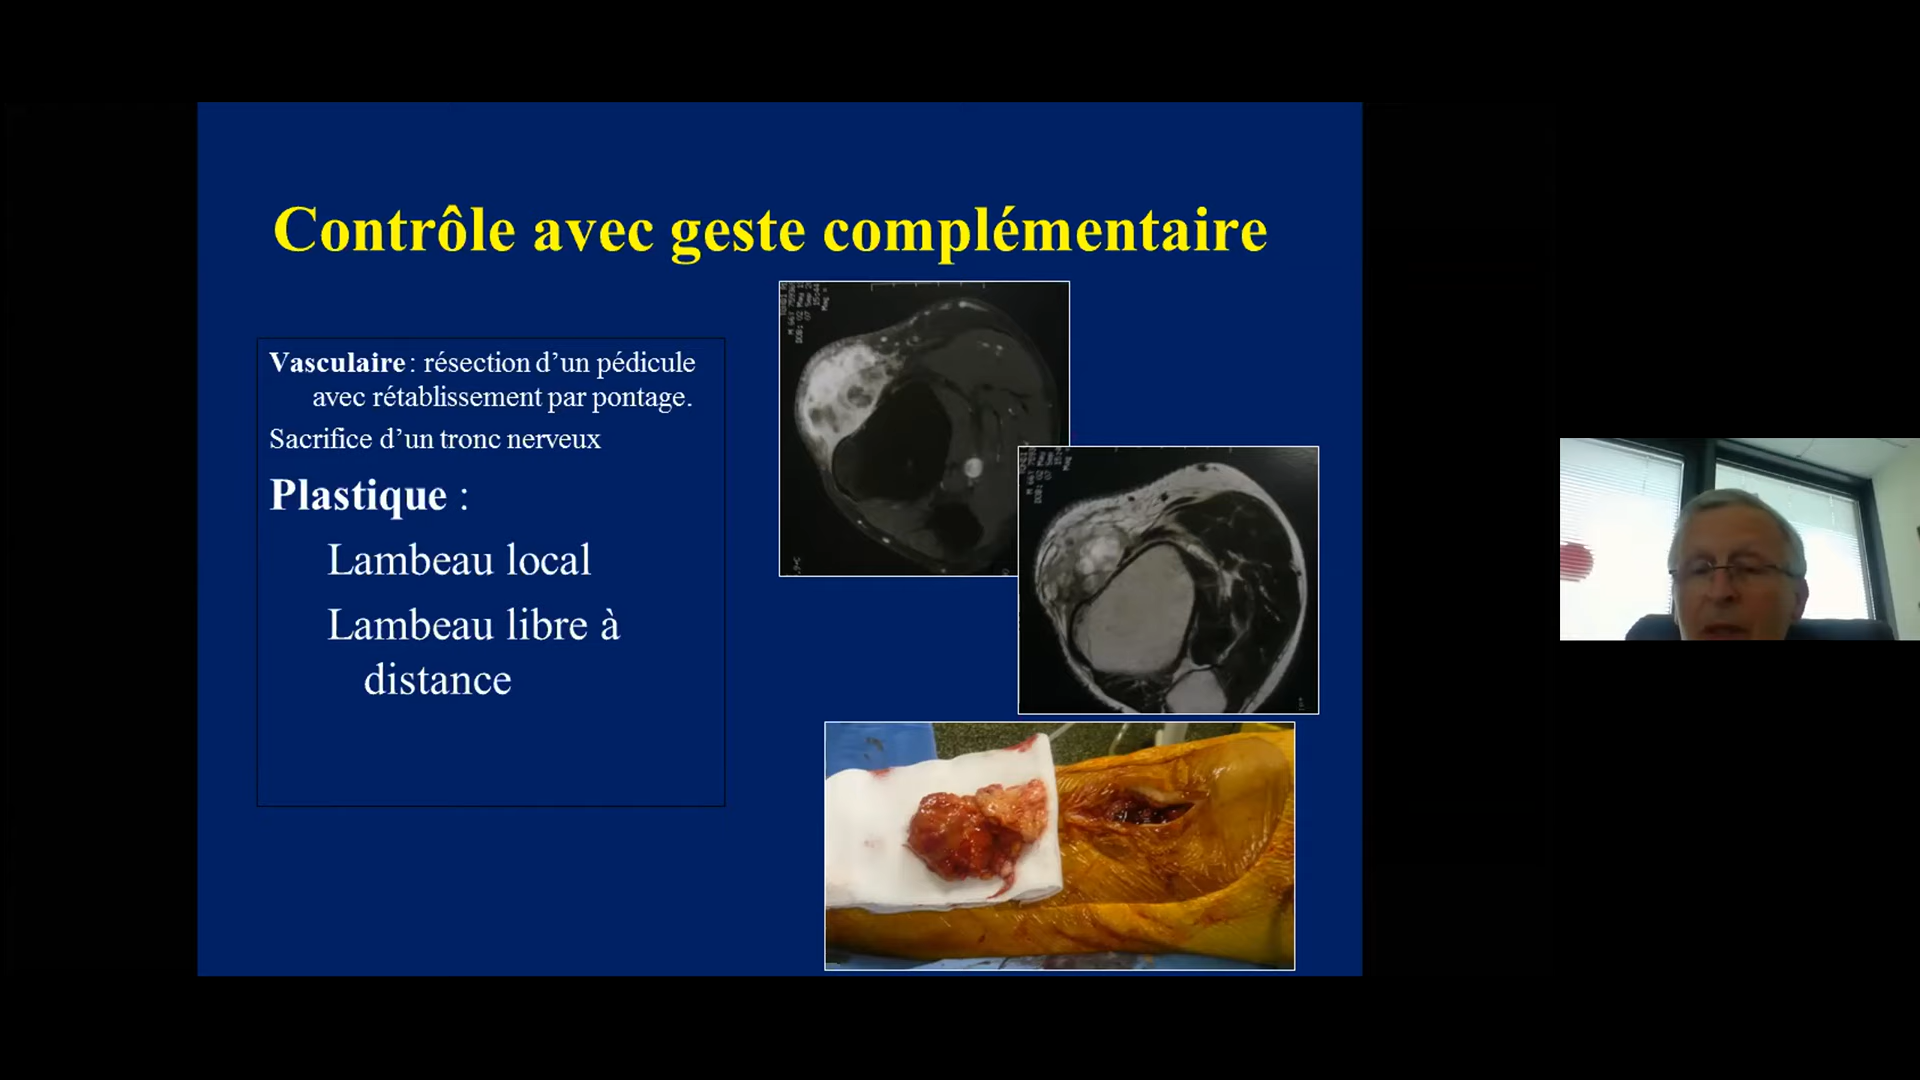 Contrôle avec geste complémentaire
Vasculaire : résection d’un pédicule
avec rétablissement par pontage.
Sacrifice d’un tronc nerveux
Plastique :
Lambeau local
Lambeau libre à
distance